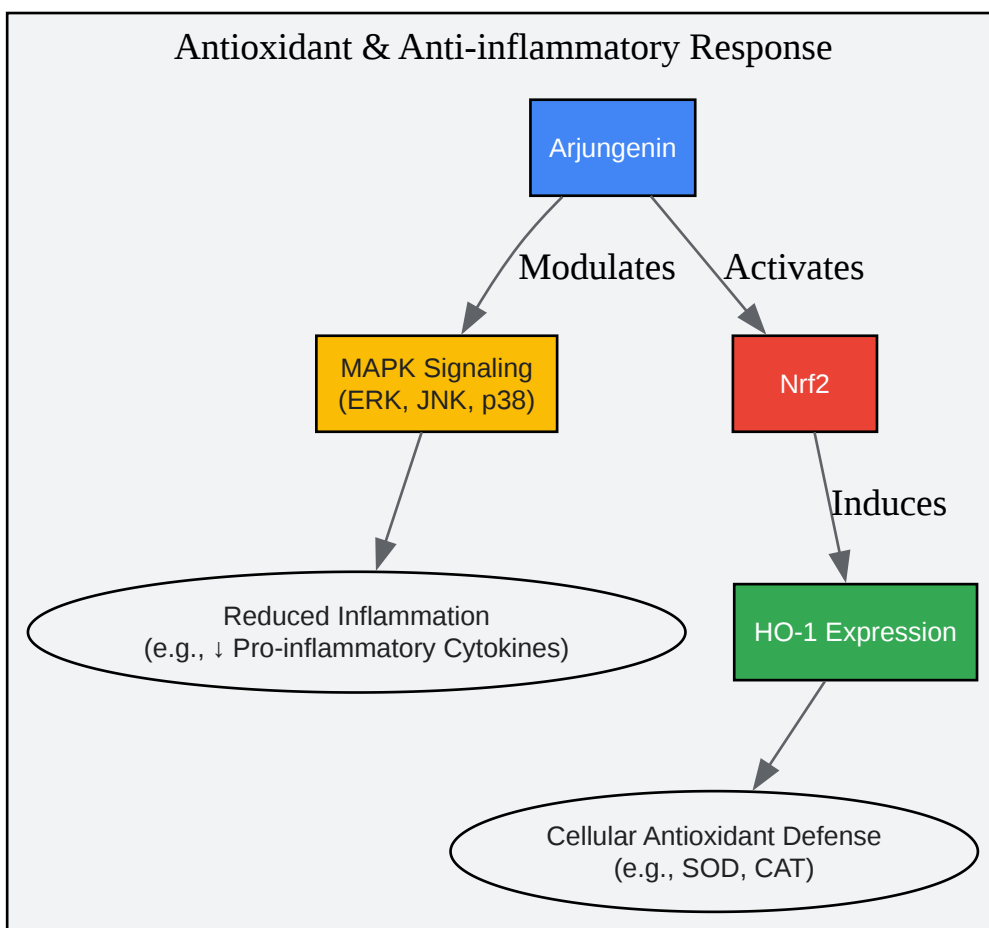 Antioxidant & Anti-inflammatory Response
Arjungenin
Modulates
Activates
MAPK Signaling
(ERK, JNK, p38)
Nrf2
Induces
Reduced Inflammation
(e.g., ↓ Pro-inflammatory Cytokines)
HO-1 Expression
Cellular Antioxidant Defense
(e.g., SOD, CAT)